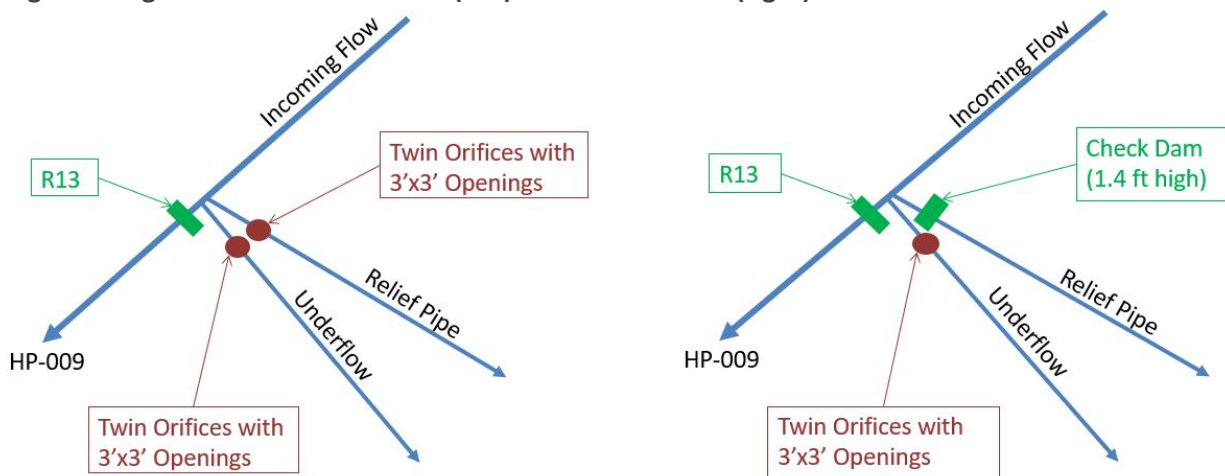 Incoming Flow
R13
Twin Orifices with
3'x3' Openings
Relief Pipe
Underflow
HP-009
Twin Orifices with
3'x3' Openings
Incoming Flow
R13
Check Dam
(1.4 ft high)
Relief Pipe
Underflow
HP-009
Twin Orifices with
3'x3' Openings